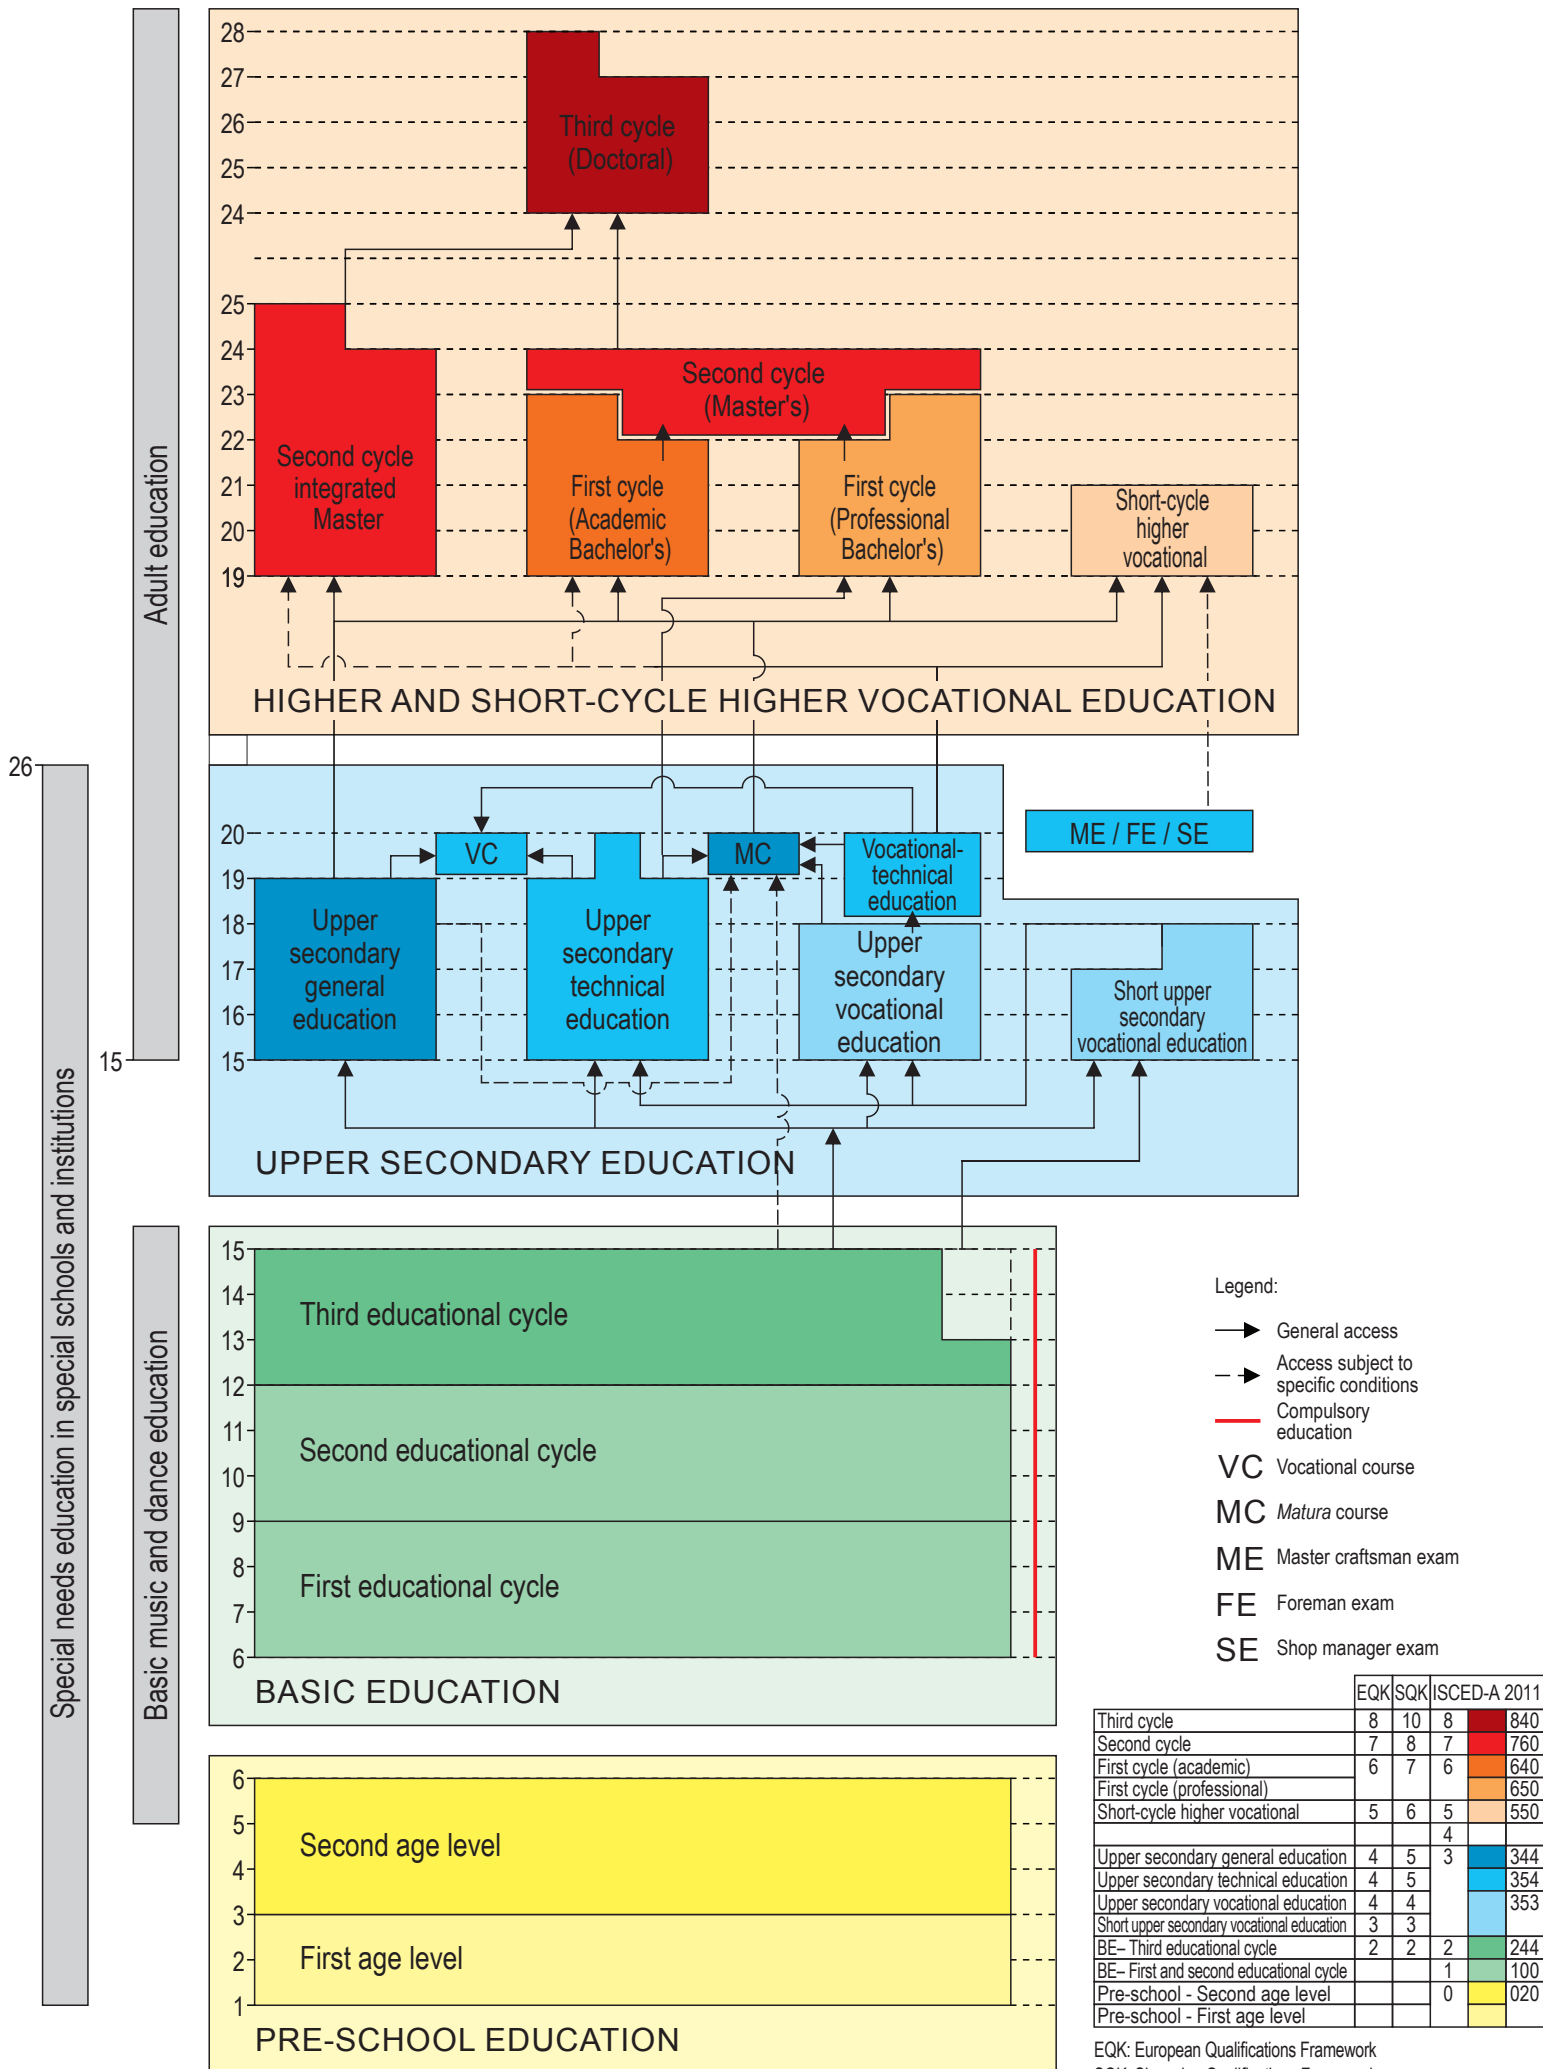 28
27
26
25
24
Third cycle
(Doctoral)
25
24
23
22
21
20
19
Second cycle
integrated
Master
Second cycle
(Master's)
First cycle
(Academic
Bachelor's)
First cycle
(Professional
Bachelor's)
Short-cycle
higher
vocational
HIGHER AND SHORT-CYCLE HIGHER VOCATIONAL EDUCATION
Adult education
26
15
Special needs education in special schools and institutions
20
19
18
17
16
15
VC
MC
Vocational-
technical
education
ME / FE / SE
Upper
secondary
general
education
Upper
secondary
technical
education
Upper
secondary
vocational
education
Short upper
secondary
vocational education
UPPER SECONDARY EDUCATION
Basic music and dance education
15
14
13
12
11
10
9
8
7
6
Third educational cycle
Second educational cycle
First educational cycle
BASIC EDUCATION
6
5
4
3
2
1
Second age level
First age level
PRE-SCHOOL EDUCATION
Legend:
General access
Access subject to
specific conditions
Compulsory
education
VC Vocational course
MC Matura course
ME Master craftsman exam
FE Foreman exam
SE Shop manager exam
EQK SQK ISCED-A 2011
Third cycle 8 10 8 840
Second cycle 7 8 7 760
First cycle (academic) 6 7 6 640
First cycle (professional) 650
Short-cycle higher vocational 5 6 5 550
4
Upper secondary general education 4 5 3 344
Upper secondary technical education 4 5 354
Upper secondary vocational education 4 4 353
Short upper secondary vocational education 3 3
BE– Third educational cycle 2 2 2 244
BE– First and second educational cycle 1 100
Pre-school - Second age level 0 020
Pre-school - First age level
EQK: European Qualifications Framework